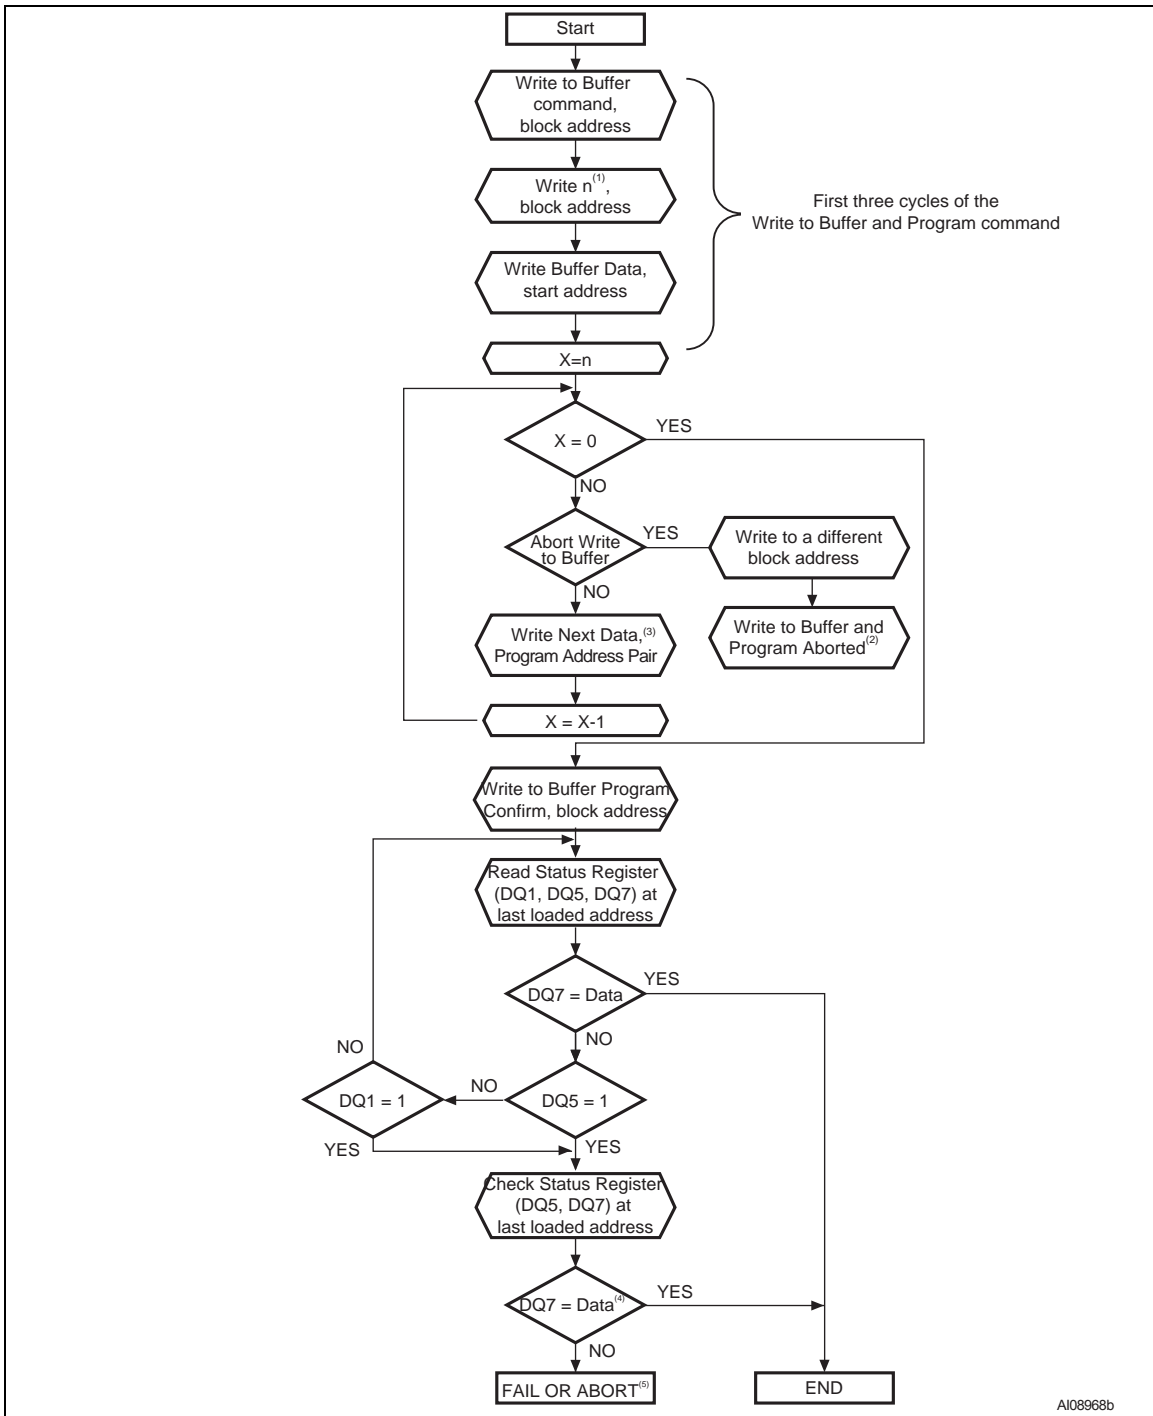 Start
Write to Buffer
command,
block address
Write n(1),
block address
First three cycles of the
Write to Buffer and Program command
Write Buffer Data,
start address
X=n
X = 0
YES
NO
Abort Write
to Buffer
YES
Write to a different
block address
NO
Write Next Data,(3)
Program Address Pair
Write to Buffer and
Program Aborted(2)
X = X-1
Write to Buffer Program
Confirm, block address
Read Status Register
(DQ1, DQ5, DQ7) at
last loaded address
DQ7 = Data
YES
NO
NO
DQ1 = 1
NO
DQ5 = 1
YES
YES
Check Status Register
(DQ5, DQ7) at
last loaded address
DQ7 = Data(4)
YES
NO
FAIL OR ABORT(5)
END
AI08968b